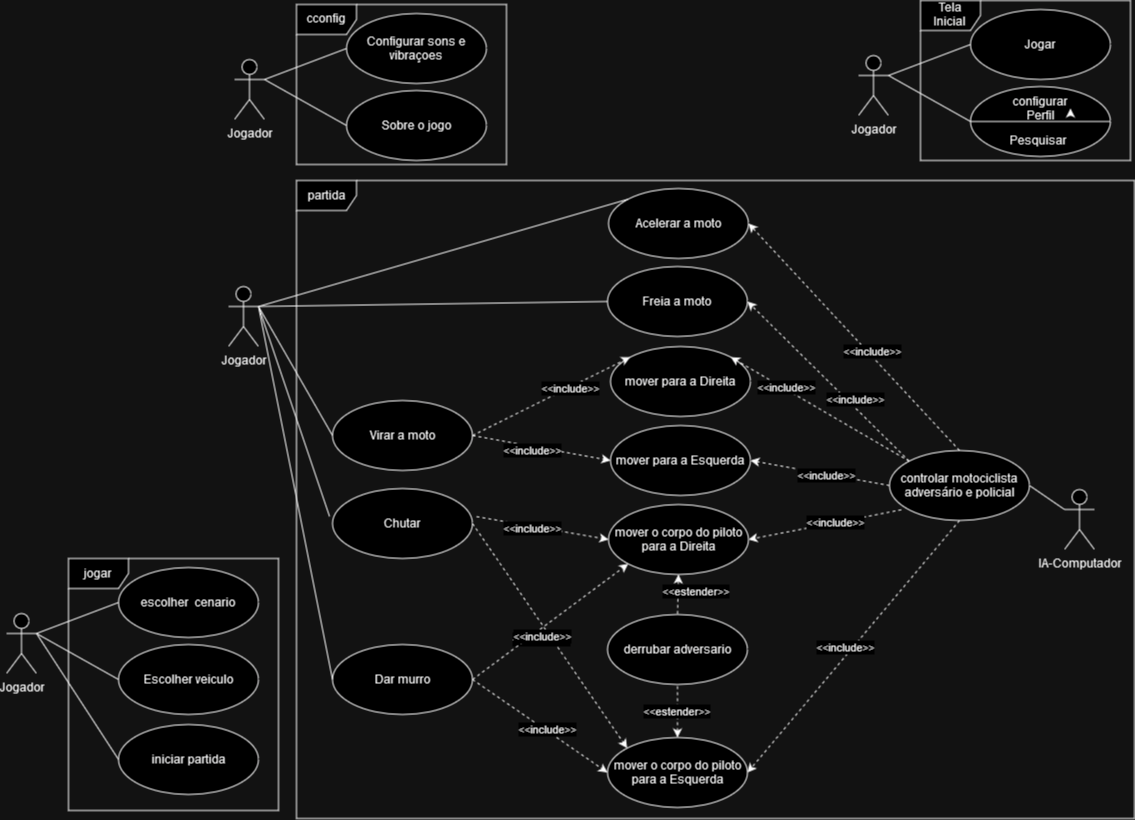 cconfig
Configurar sons e
vibraçoes
Sobre o jogo
Jogador
Tela
Inicial
Jogar
configurar
Perfil
Pesquisar
Jogador
partida
Acelerar a moto
Freia a moto
Jogador
<<include>>
mover para a Direita
<<include>>
<<include>>
<<include>>
Virar a moto
<<include>>
mover para a Esquerda
<<include>>
controlar motociclista
adversário e policial
Chutar
<<include>>
mover o corpo do piloto
para a Direita
<<include>>
IA-Computador
<<estender>>
<<include>>
derrubar adversario
<<include>>
Dar murro
<<estender>>
<<include>>
mover o corpo do piloto
para a Esquerda
jogar
escolher cenario
Escolher veiculo
iniciar partida
Jogador